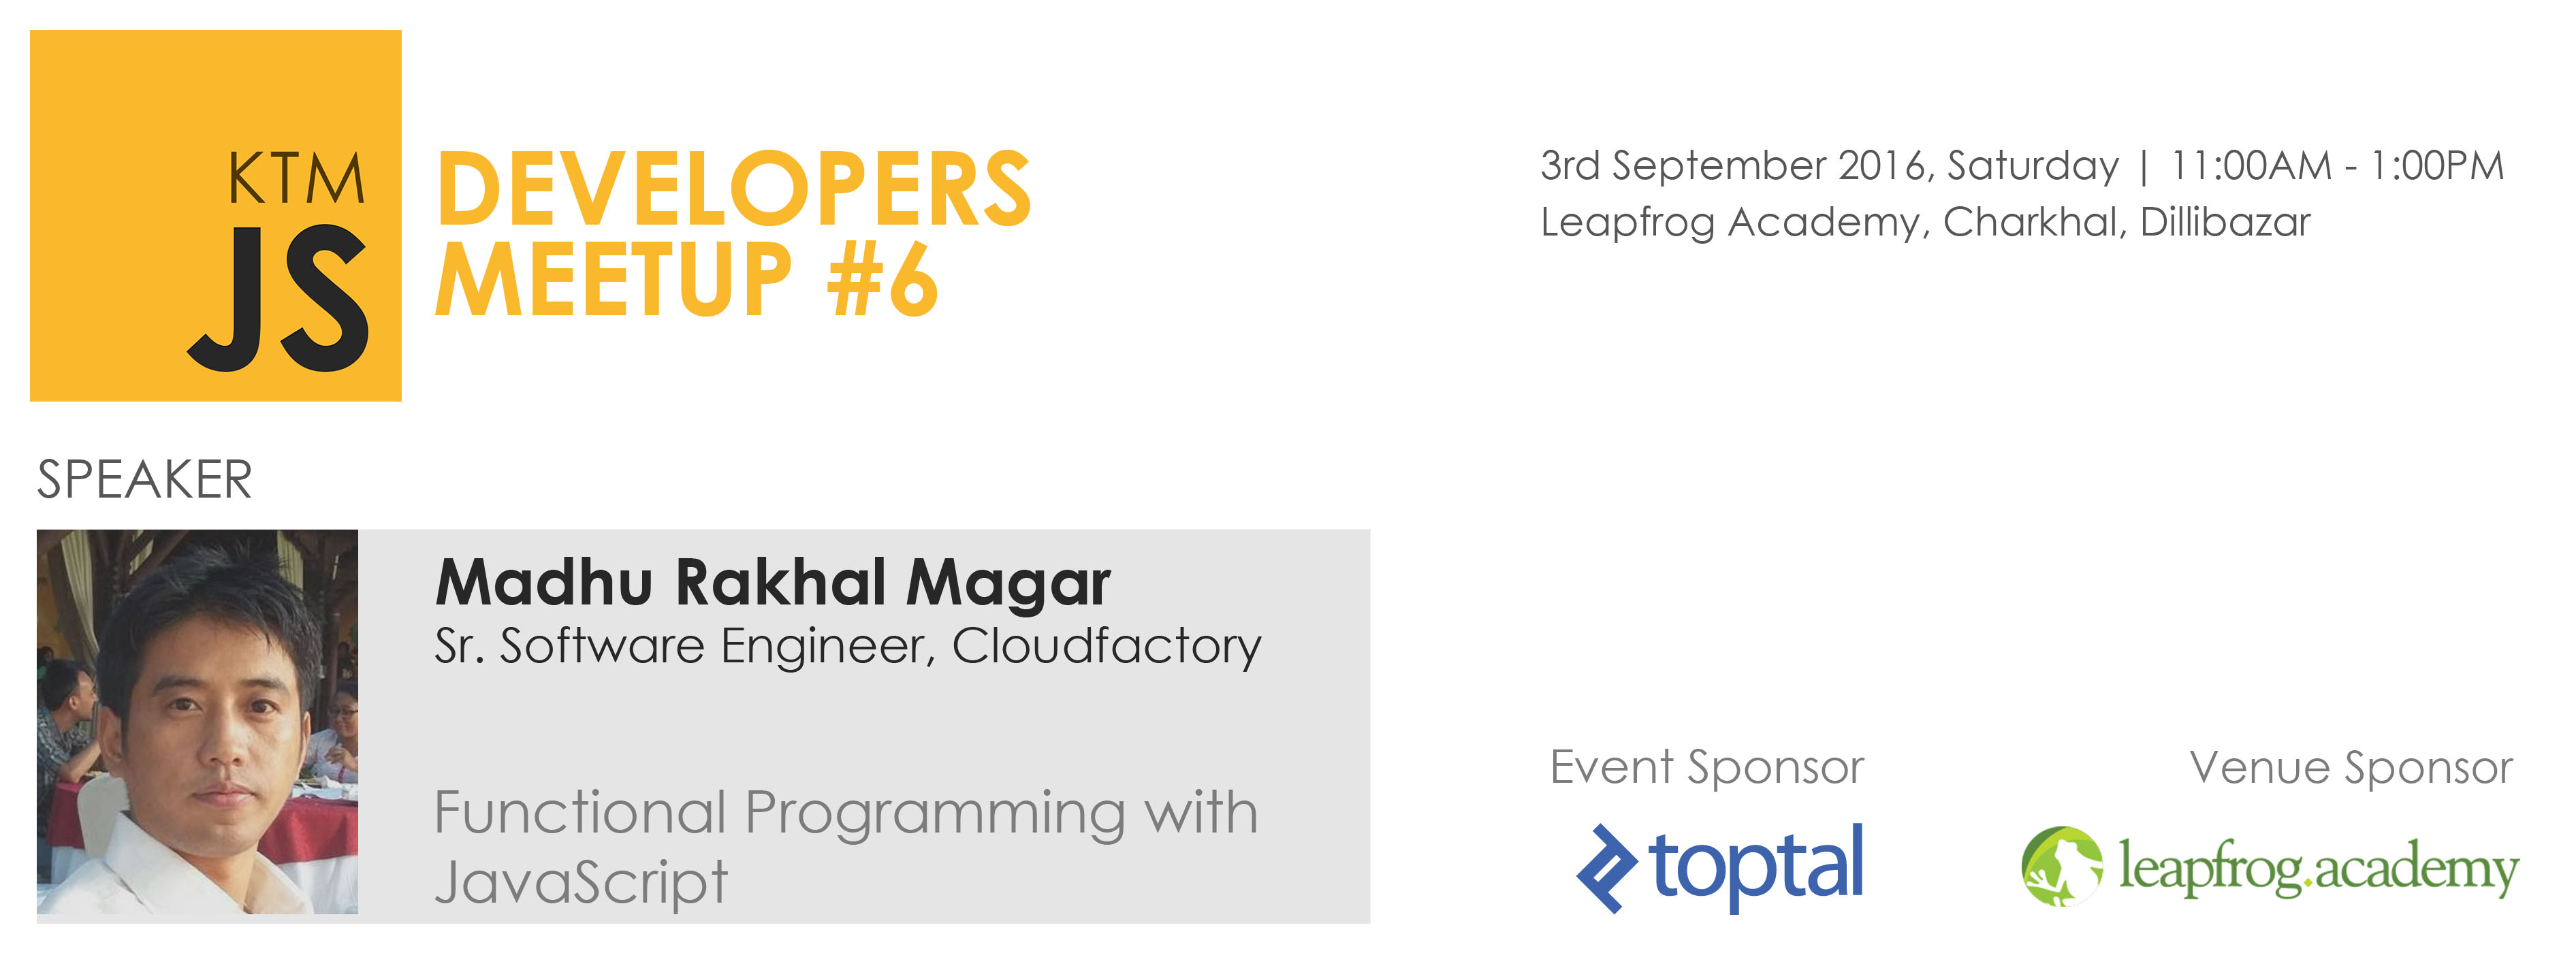 KTM
JS
DEVELOPERS
MEETUP #6
3rd September 2016, Saturday | 11:00AM - 1:00PM
Leapfrog Academy, Charkhal, Dillibazar
SPEAKER
Madhu Rakhal Magar
Sr. Software Engineer, Cloudfactory
Functional Programming with
JavaScript
Event Sponsor
toptal
Venue Sponsor
leapfrog.academy